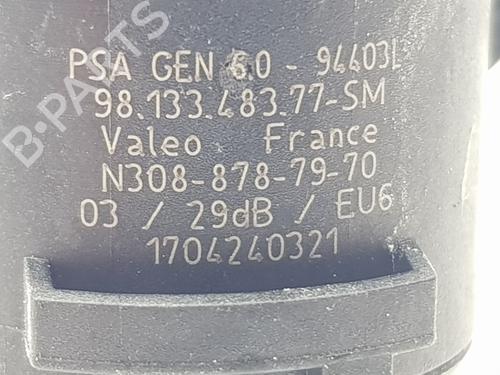 PSA GEN 6.0 - 94403L
98.133.483.77-SM
Valeo France
N308-878-79-70
03 / 29dB / EU6
1704240321
B-PARTS